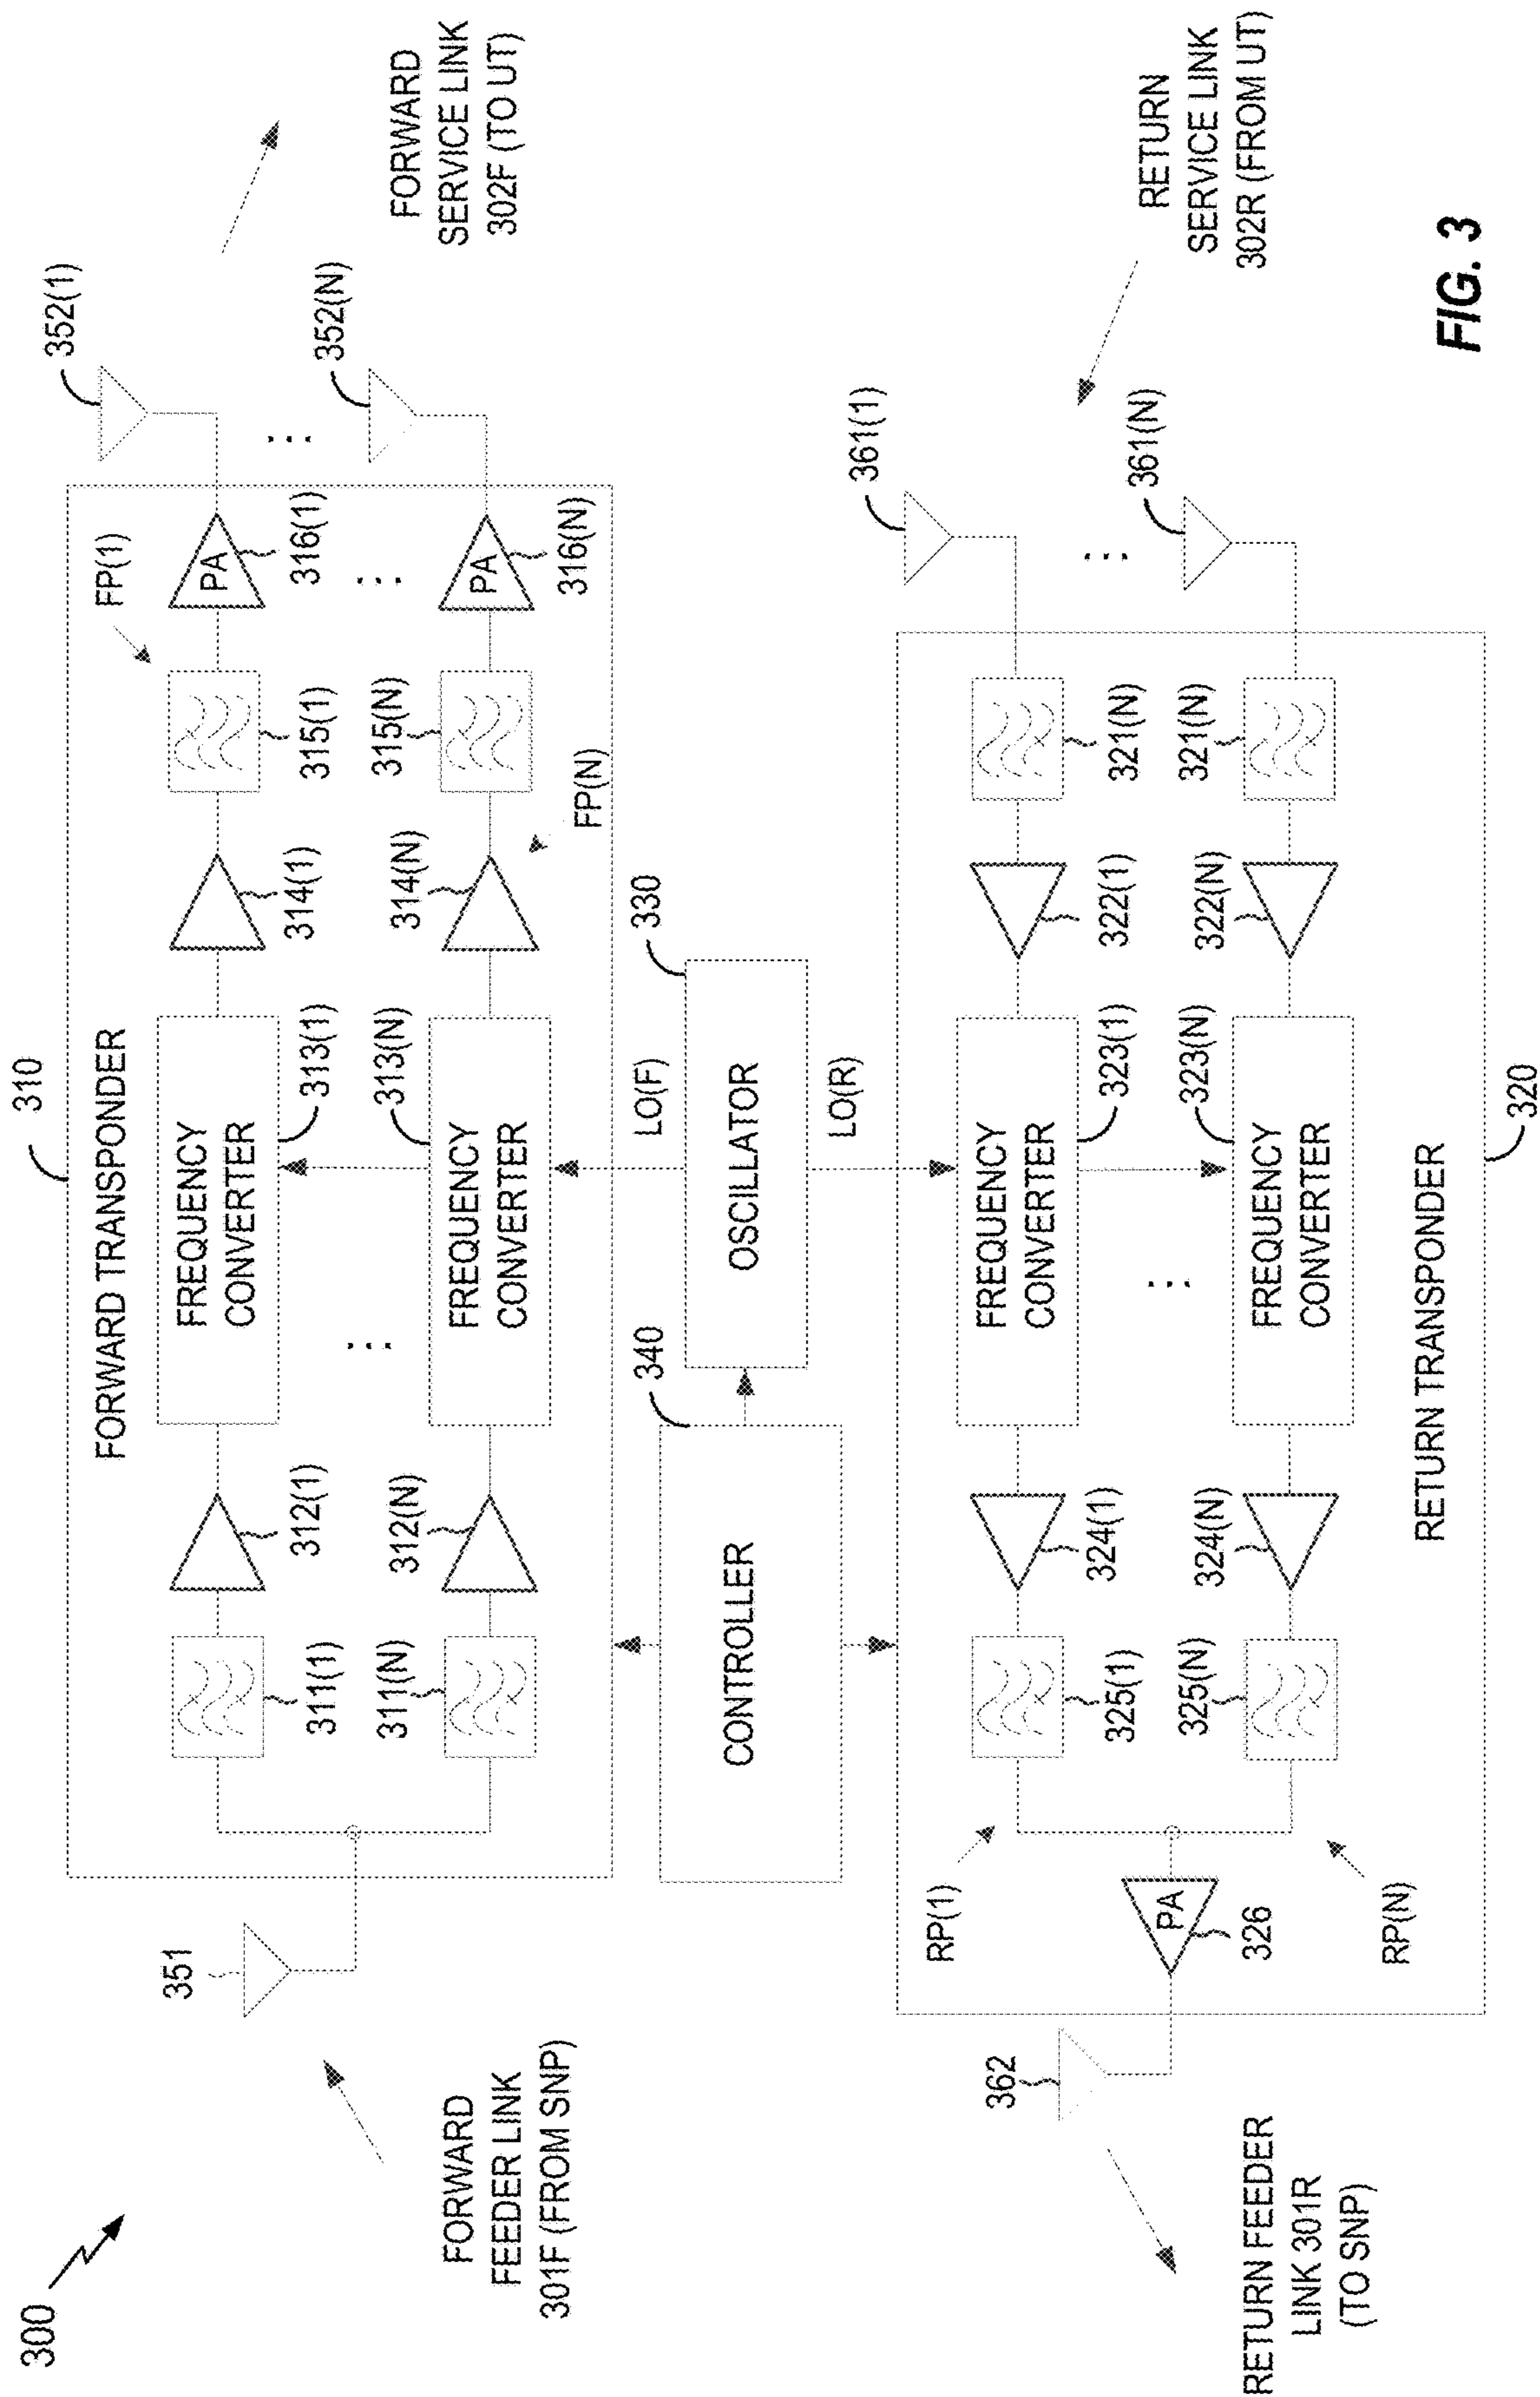 300
310
FORWARD TRANSPONDER
351
FORWARD
FEEDER LINK
301F (FROM SNP)
311(1)
312(1)
FREQUENCY
CONVERTER
313(1)
314(1)
315(1)
FP(1)
PA
316(1)
352(1)
FORWARD
SERVICE LINK
302F (TO UT)
311(N)
312(N)
FREQUENCY
CONVERTER
313(N)
314(N)
315(N)
FP(N)
PA
316(N)
352(N)
...
...
...
CONTROLLER
340
OSCILLATOR
330
LO(F)
LO(R)
362
RETURN FEEDER
LINK 301R
(TO SNP)
PA
326
RP(1)
RP(N)
325(1)
324(1)
FREQUENCY
CONVERTER
323(1)
322(1)
321(N)
361(1)
RETURN
SERVICE LINK
302R (FROM UT)
...
...
325(N)
324(N)
FREQUENCY
CONVERTER
323(N)
322(N)
321(N)
361(N)
RETURN TRANSPONDER
320
FIG. 3